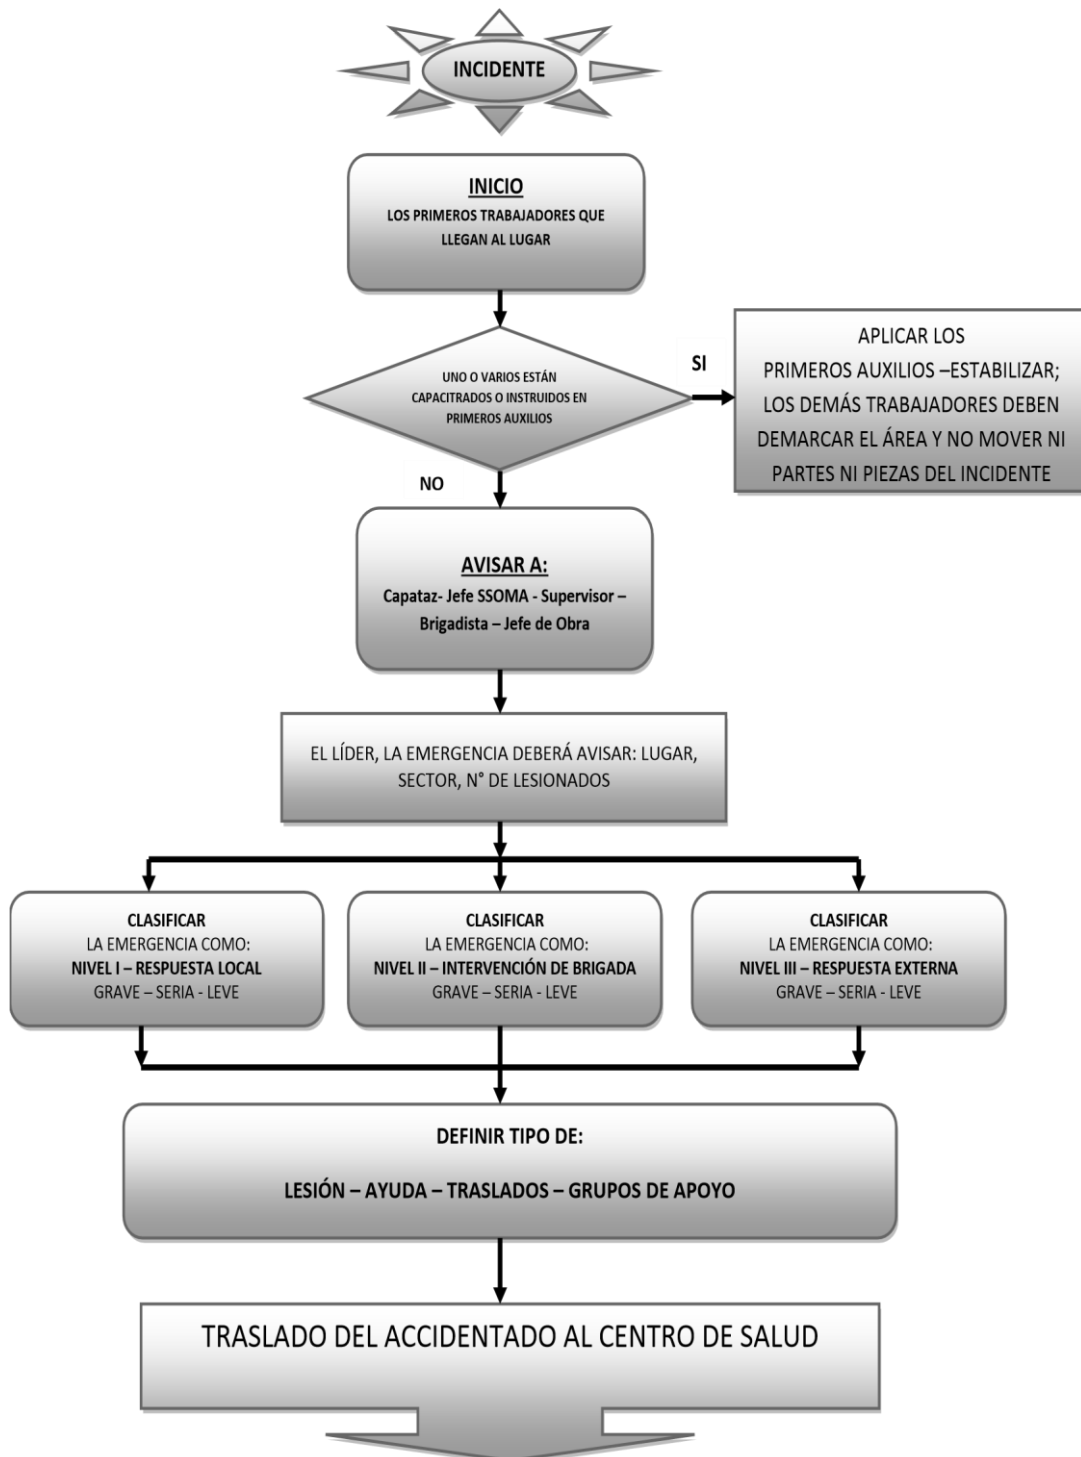 INCIDENTE
INICIO
LOS PRIMEROS TRABAJADORES QUE
LLEGAN AL LUGAR
UNO O VARIOS ESTÁN
CAPACITRADOS O INSTRUIDOS EN
PRIMEROS AUXILIOS
SI
APLICAR LOS
PRIMEROS AUXILIOS –ESTABILIZAR;
LOS DEMÁS TRABAJADORES DEBEN
DEMARCAR EL ÁREA Y NO MOVER NI
PARTES NI PIEZAS DEL INCIDENTE
NO
AVISAR A:
Capataz- Jefe SSOMA - Supervisor –
Brigadista – Jefe de Obra
EL LÍDER, LA EMERGENCIA DEBERÁ AVISAR: LUGAR,
SECTOR, N° DE LESIONADOS
CLASIFICAR
LA EMERGENCIA COMO:
NIVEL I – RESPUESTA LOCAL
GRAVE – SERIA - LEVE
CLASIFICAR
LA EMERGENCIA COMO:
NIVEL II – INTERVENCIÓN DE BRIGADA
GRAVE – SERIA - LEVE
CLASIFICAR
LA EMERGENCIA COMO:
NIVEL III – RESPUESTA EXTERNA
GRAVE – SERIA - LEVE
DEFINIR TIPO DE:
LESIÓN – AYUDA – TRASLADOS – GRUPOS DE APOYO
TRASLADO DEL ACCIDENTADO AL CENTRO DE SALUD